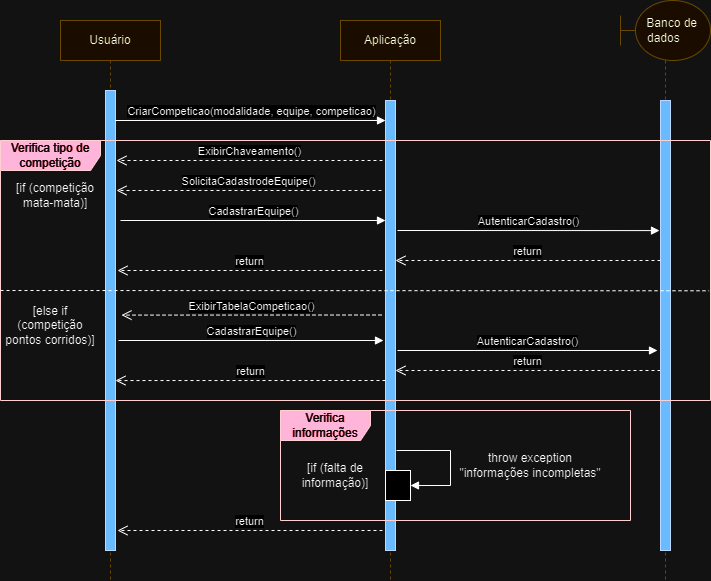 Usuário
Aplicação
Banco de
dados
CriarCompeticao(modalidade, equipe, competicao)
Verifica tipo de
competição
ExibirChaveamento()
[if (competição
mata-mata)]
SolicitaCadastrodeEquipe()
CadastrarEquipe()
AutenticarCadastro()
return
return
[else if
(competição
pontos corridos)]
ExibirTabelaCompeticao()
CadastrarEquipe()
AutenticarCadastro()
return
return
Verifica
informações
[if (falta de
informação)]
throw exception
"informações incompletas"
return